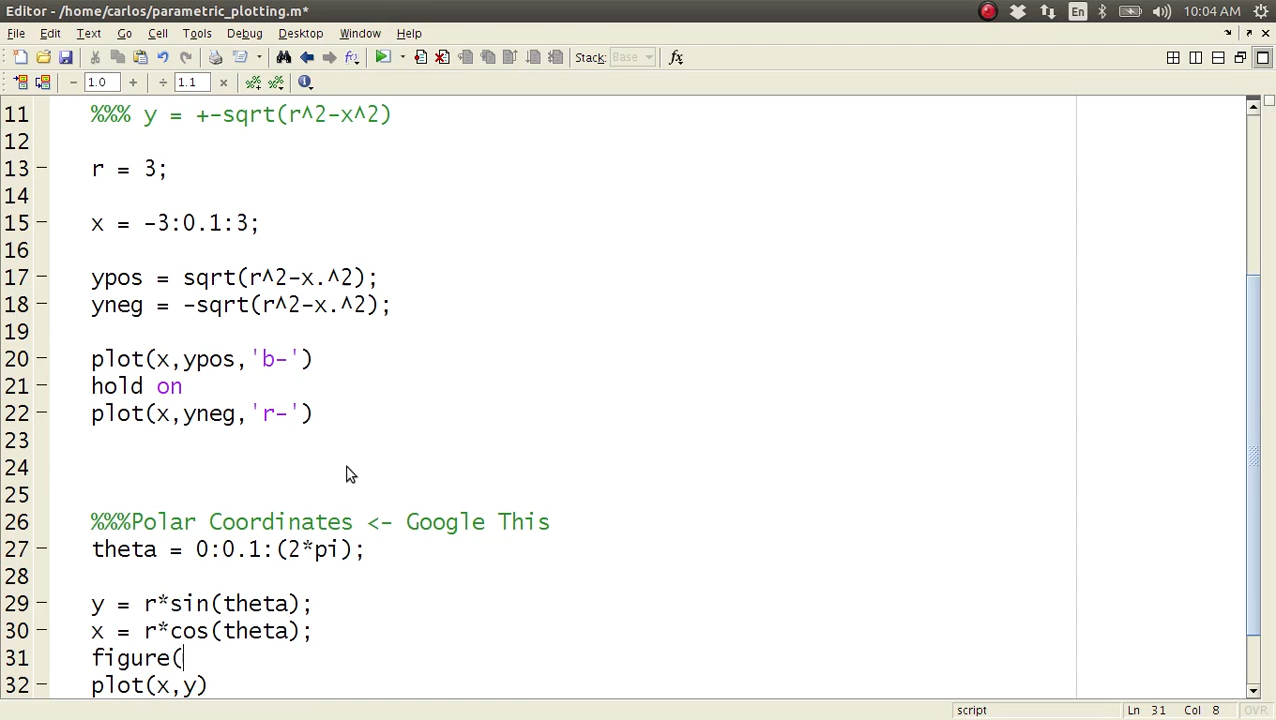 Editor - /home/carlos/parametric_plotting.m*
En
10:04 AM
File Edit Text Go Cell Tools Debug Desktop Window Help
Stack: Base fx
- 1.0 + ÷ 1.1 ×
11 %%% y = +-sqrt(r^2-x^2)
12
13 - r = 3;
14
15 - x = -3:0.1:3;
16
17 - ypos = sqrt(r^2-x.^2);
18 - yneg = -sqrt(r^2-x.^2);
19
20 - plot(x,ypos,'b-')
21 - hold on
22 - plot(x,yneg,'r-')
23
24
25
26 %%%Polar Coordinates <- Google This
27 - theta = 0:0.1:(2*pi);
28
29 - y = r*sin(theta);
30 - x = r*cos(theta);
31 figure(
32 - plot(x,y)
script Ln 31 Col 8 OVR